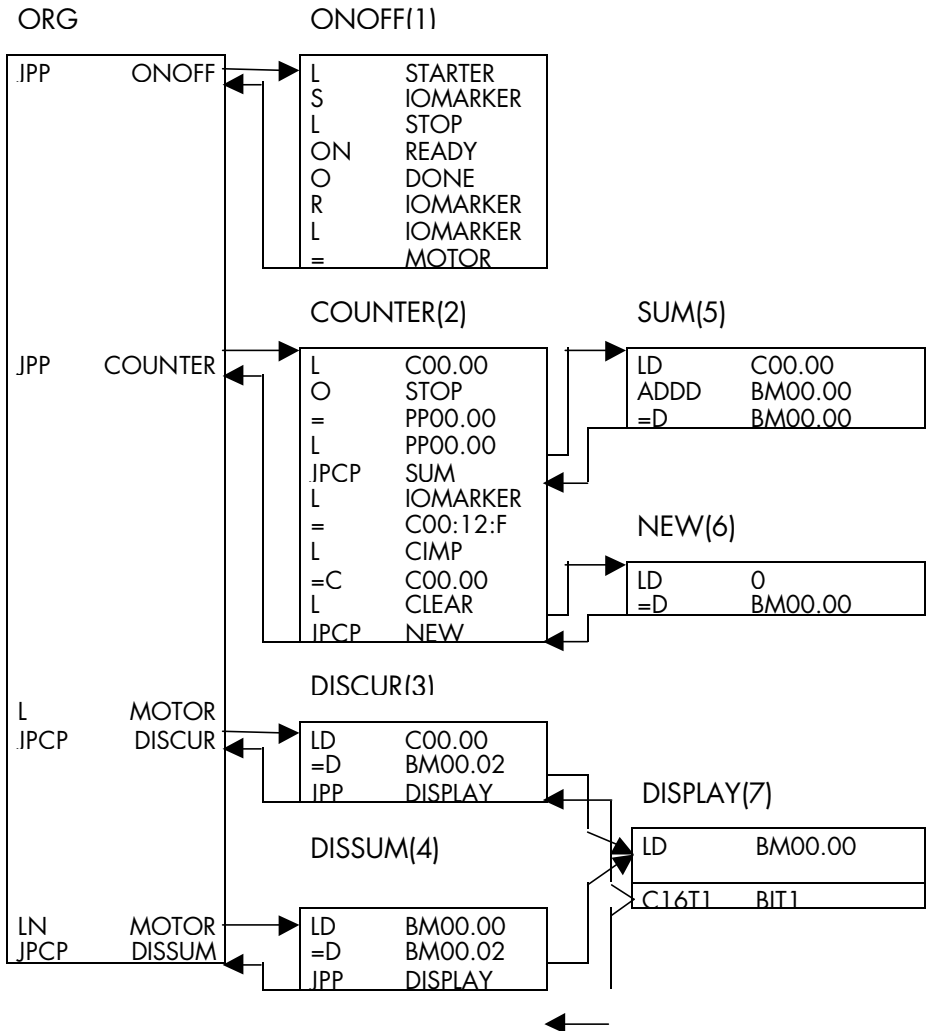 ORG
JPP ONOFF
JPP COUNTER
L MOTOR
JPCP DISCUR
LN MOTOR
JPCP DISSUM
ONOFF(1)
L STARTER
S IOMARKER
L STOP
ON READY
O DONE
R IOMARKER
L IOMARKER
= MOTOR
COUNTER(2)
L C00.00
O STOP
= PP00.00
L PP00.00
JPCP SUM
L IOMARKER
= C00:12:F
L CIMP
=C C00.00
L CLEAR
JPCP NEW
SUM(5)
LD C00.00
ADDD BM00.00
=D BM00.00
NEW(6)
LD 0
=D BM00.00
DISCUR(3)
LD C00.00
=D BM00.02
JPP DISPLAY
DISSUM(4)
LD BM00.00
=D BM00.02
JPP DISPLAY
DISPLAY(7)
LD BM00.00
C16T1 BIT1